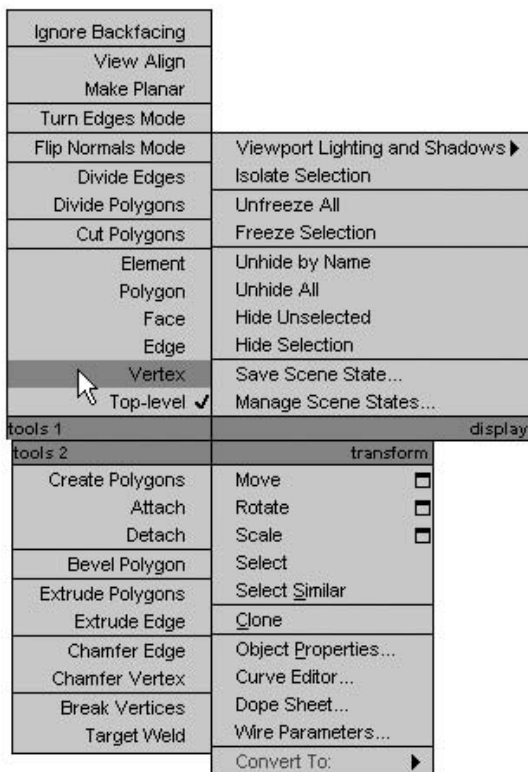 Ignore Backfacing
View Align
Make Planar
Turn Edges Mode
Flip Normals Mode
Divide Edges
Divide Polygons
Cut Polygons
Element
Polygon
Face
Edge
Vertex
Top-level
tools 1
Viewport Lighting and Shadows
Isolate Selection
Unfreeze All
Freeze Selection
Unhide by Name
Unhide All
Hide Unselected
Hide Selection
Save Scene State...
Manage Scene States...
display
tools 2
Create Polygons
Attach
Detach
Bevel Polygon
Extrude Polygons
Extrude Edge
Chamfer Edge
Chamfer Vertex
Break Vertices
Target Weld
transform
Move
Rotate
Scale
Select
Select Similar
Clone
Object Properties...
Curve Editor...
Dope Sheet...
Wire Parameters...
Convert To: